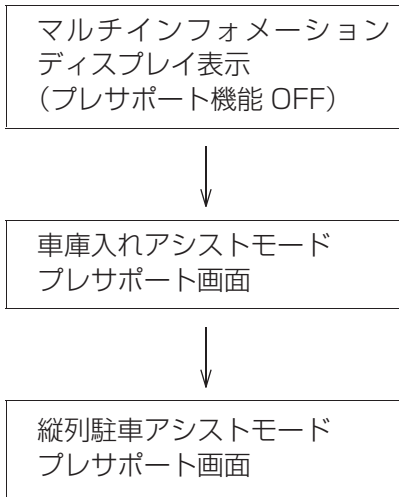 マルチインフォメーション
ディスプレイ表示
（プレサポート機能 OFF）
車庫入れアシストモード
プレサポート画面
縦列駐車アシストモード
プレサポート画面